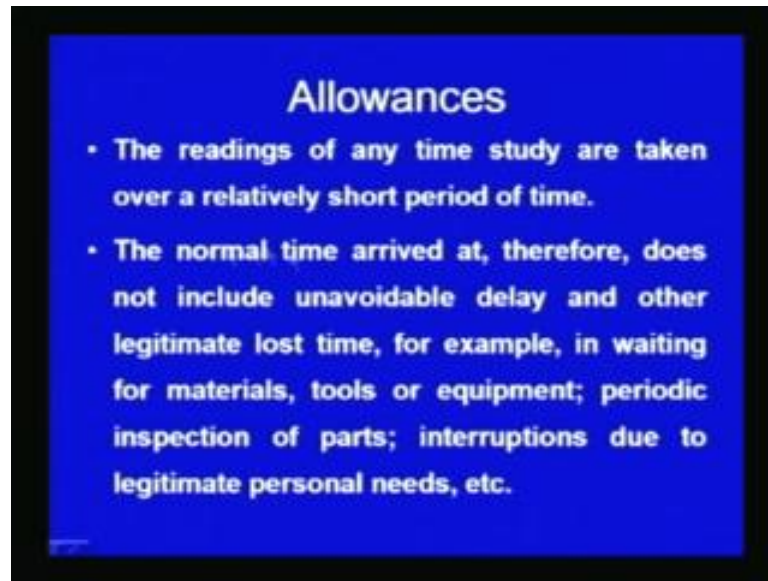 Allowances
• The readings of any time study are taken
over a relatively short period of time.
• The normal time arrived at, therefore, does
not include unavoidable delay and other
legitimate lost time, for example, in waiting
for materials, tools or equipment; periodic
inspection of parts; interruptions due to
legitimate personal needs, etc.